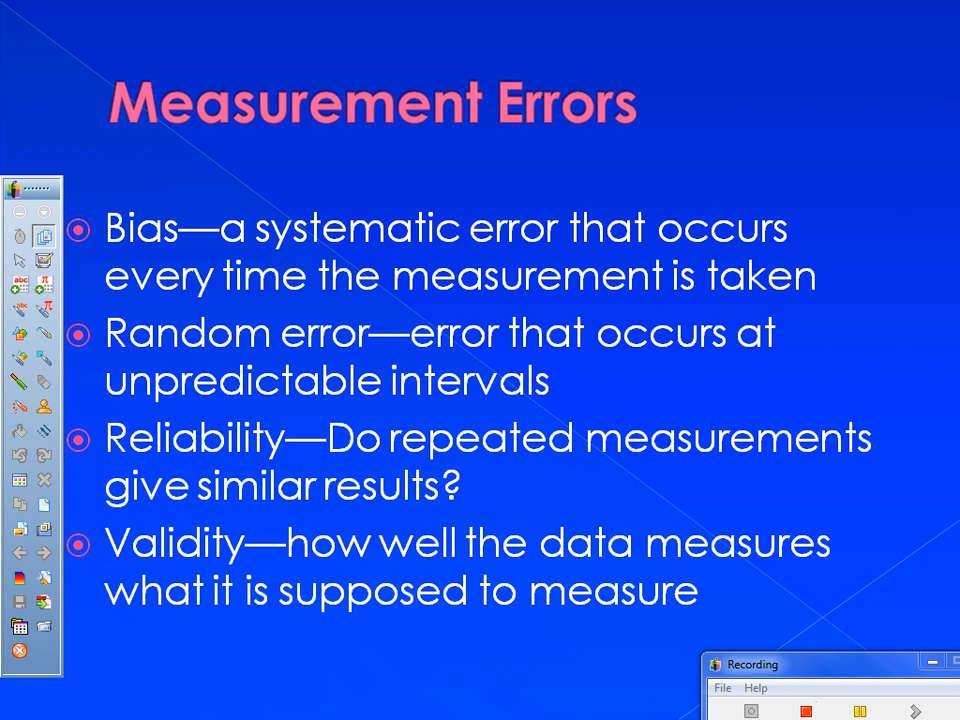 Measurement Errors
Bias—a systematic error that occurs
every time the measurement is taken
Random error—error that occurs at
unpredictable intervals
Reliability—Do repeated measurements
give similar results?
Validity—how well the data measures
what it is supposed to measure
abc
π
abc
π
Recording
File Help